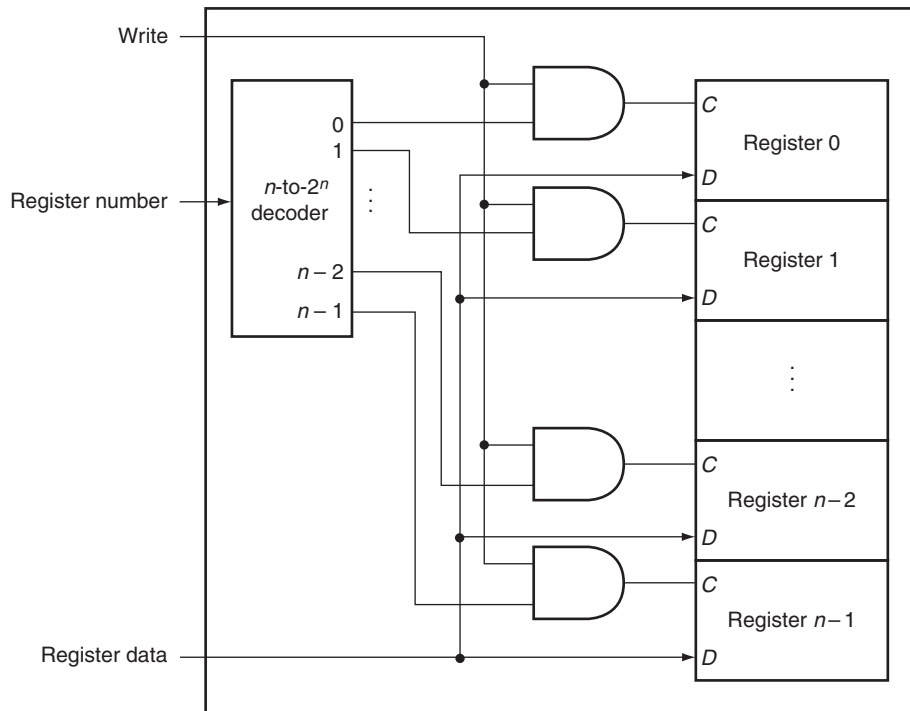 Write
C
0
Register 0
1
n-to-2ⁿ
decoder
⋮
D
Register number
C
Register 1
n – 2
D
n – 1
⋮
C
Register n – 2
D
C
Register n – 1
Register data
D